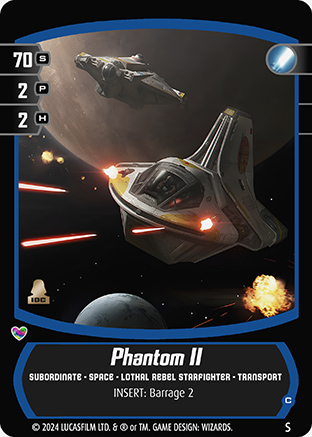 70 S
2 P
2 H
IDC
Phantom II
SUBORDINATE - SPACE - LOTHAL REBEL STARFIGHTER - TRANSPORT
INSERT: Barrage 2
C
© 2024 LUCASFILM LTD. & ® or TM. GAME DESIGN: WIZARDS.
S